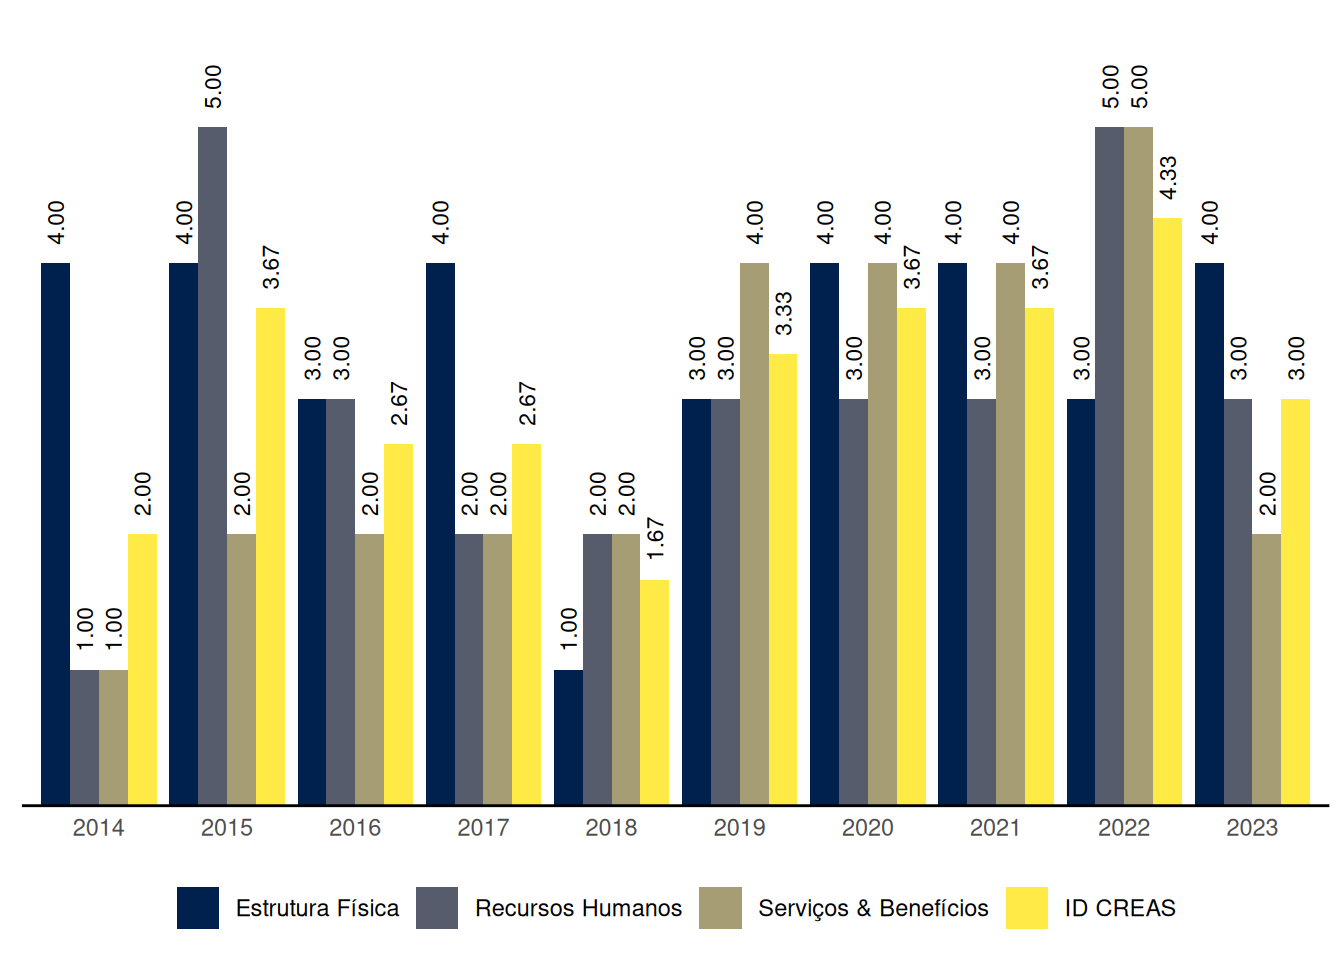 4.00 1.00 1.00 2.00
4.00 5.00 2.00 3.67
3.00 3.00 2.00 2.67
4.00 2.00 2.00 2.67
1.00 2.00 2.00 1.67
3.00 3.00 4.00 3.33
4.00 3.00 4.00 3.67
4.00 3.00 4.00 3.67
3.00 5.00 5.00 4.33
4.00 3.00 2.00 3.00
2014 2015 2016 2017 2018 2019 2020 2021 2022 2023
Estrutura Física Recursos Humanos Serviços & Benefícios ID CREAS